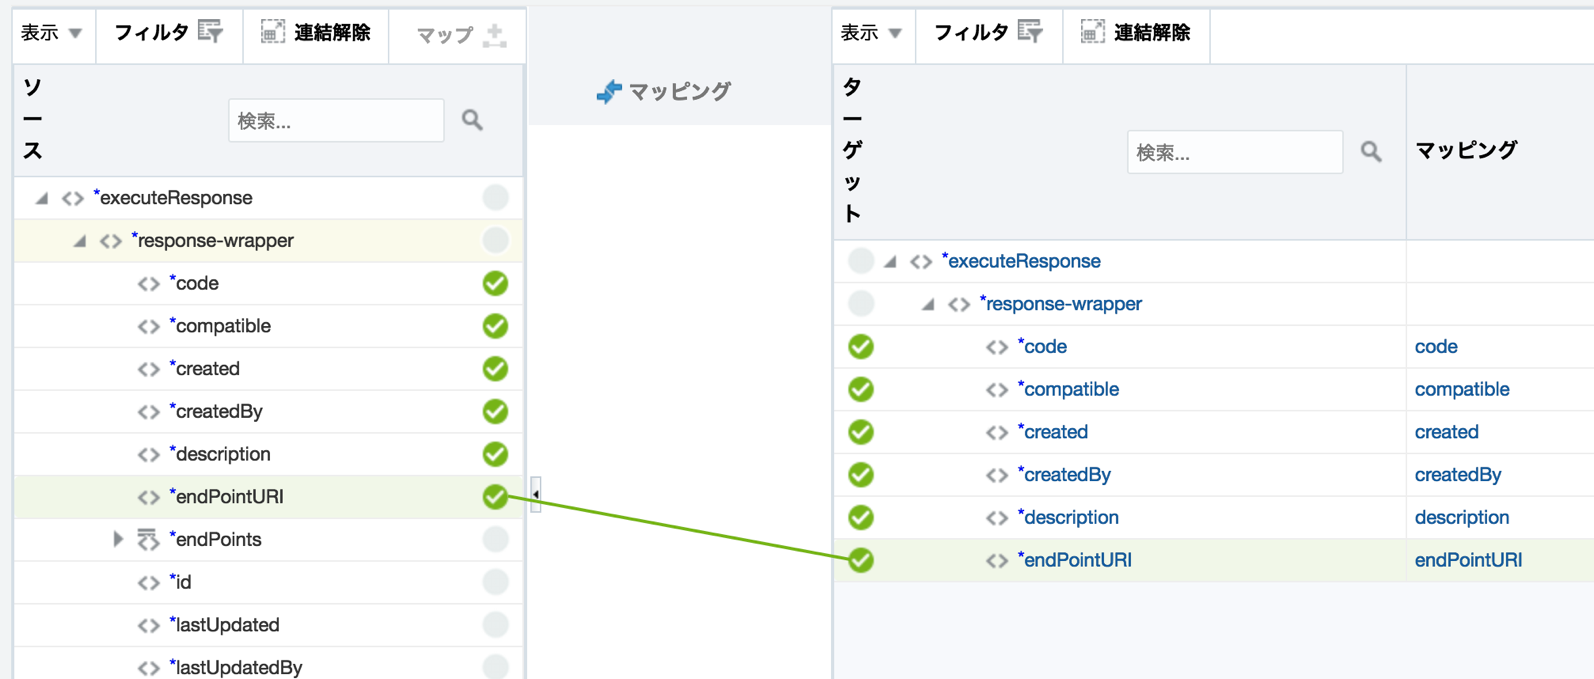 表示 フィルタ 連結解除 マップ
ソース
検索...
*executeResponse
*response-wrapper
*code
*compatible
*created
*createdBy
*description
*endPointURI
*endPoints
*id
*lastUpdated
*lastUpdatedBy
マッピング
表示 フィルタ 連結解除
ターゲット
検索...
マッピング
*executeResponse
*response-wrapper
*code code
*compatible compatible
*created created
*createdBy createdBy
*description description
*endPointURI endPointURI